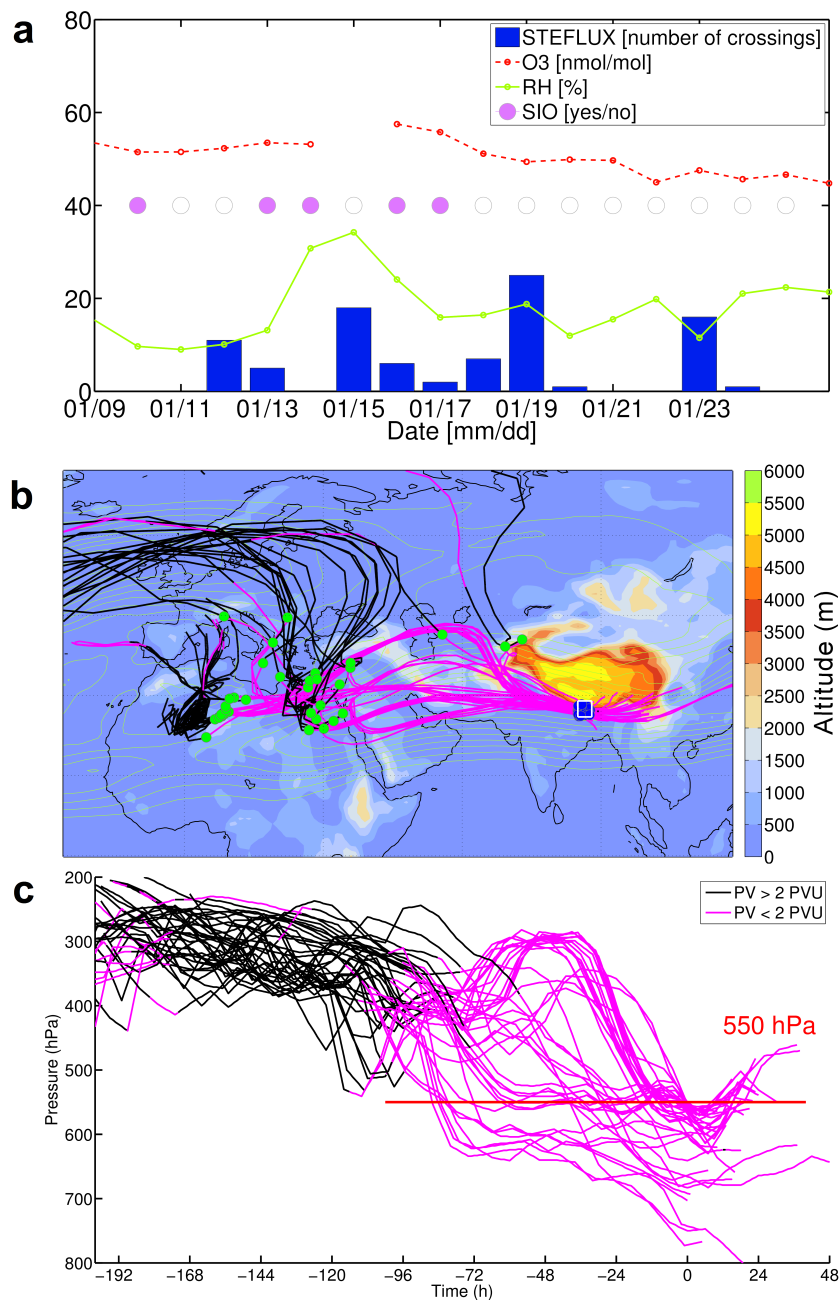 a
80
60
40
20
0
STEFLUX [number of crossings]
O3 [nmol/mol]
RH [%]
SIO [yes/no]
01/09 01/11 01/13 01/15 01/17 01/19 01/21 01/23
Date [mm/dd]
b
6000
5500
5000
4500
4000
3500
3000
2500
2000
1500
1000
500
0
Altitude (m)
c
200
300
400
500
600
700
800
Pressure (hPa)
PV > 2 PVU
PV < 2 PVU
550 hPa
−192 −168 −144 −120 −96 −72 −48 −24 0 24 48
Time (h)